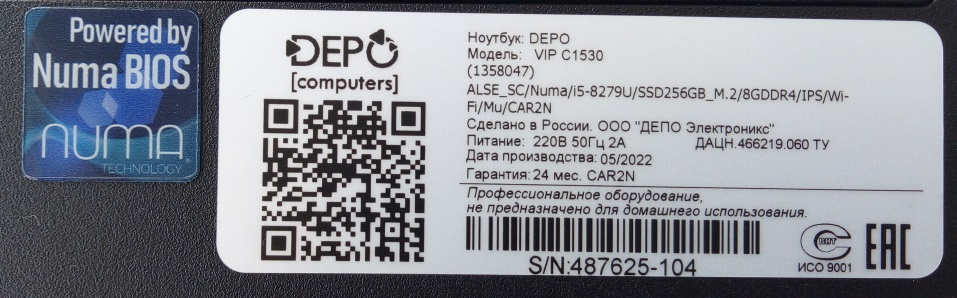 Powered by
Numa BIOS
NUMA
TECHNOLOGY
DEPO
[computers]
Ноутбук: DEPO
Модель: VIP C1530
(1358047)
ALSE_SC/Numa/i5-8279U/SSD256GB_M.2/8GDDR4/IPS/Wi-
Fi/Mu/CAR2N
Сделано в России. ООО "ДЕПО Электроникс"
Питание: 220В 50Гц 2А ДАЦН.466219.060 ТУ
Дата производства: 05/2022
Гарантия: 24 мес. CAR2N
Профессиональное оборудование,
не предназначено для домашнего использования.
S/N:487625-104
ИСО 9001
EAC